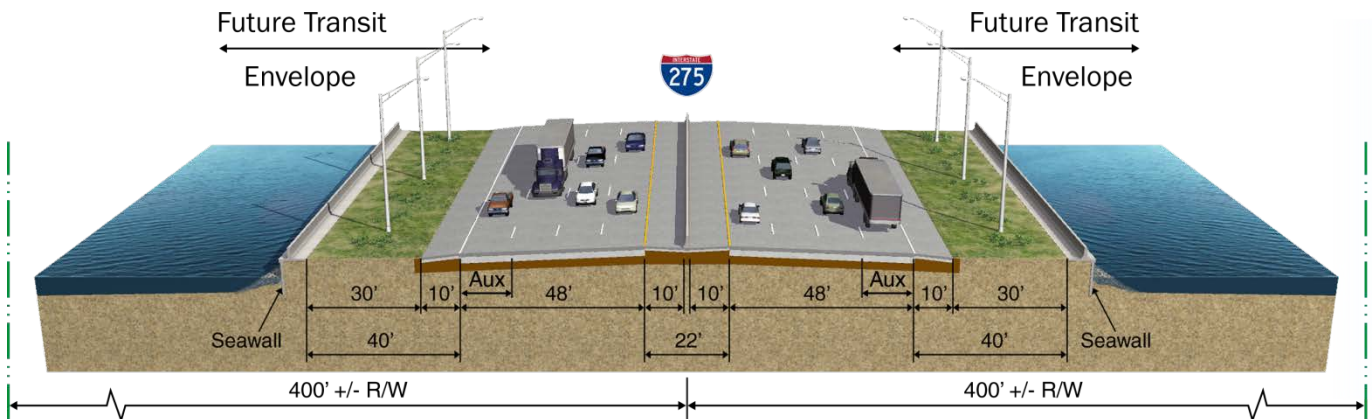 Future Transit
Envelope
Future Transit
Envelope
INTERSTATE
275
Aux
Aux
30'
10'
48'
10'
10'
48'
10'
30'
Seawall
40'
22'
40'
Seawall
400' +/- R/W
400' +/- R/W